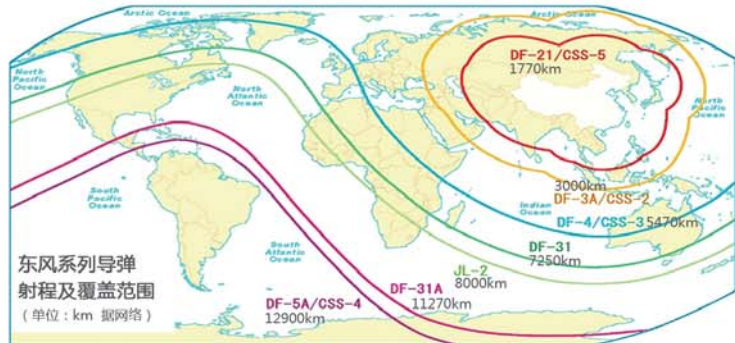 Arctic Ocean
Arctic Ocean
North
Pacific
Ocean
North
Atlantic
Ocean
DF-21/CSS-5
1770km
North
Pacific
Ocean
South
Pacific
Ocean
3000km
DF-3A/CSS-2
Indian
Ocean
DF-4/CSS-3 5470km
South
Atlantic
Ocean
DF-31
7250km
JL-2
8000km
东风系列导弹
射程及覆盖范围
(单位:km 据网络)
DF-31A
11270km
DF-5A/CSS-4
12900km